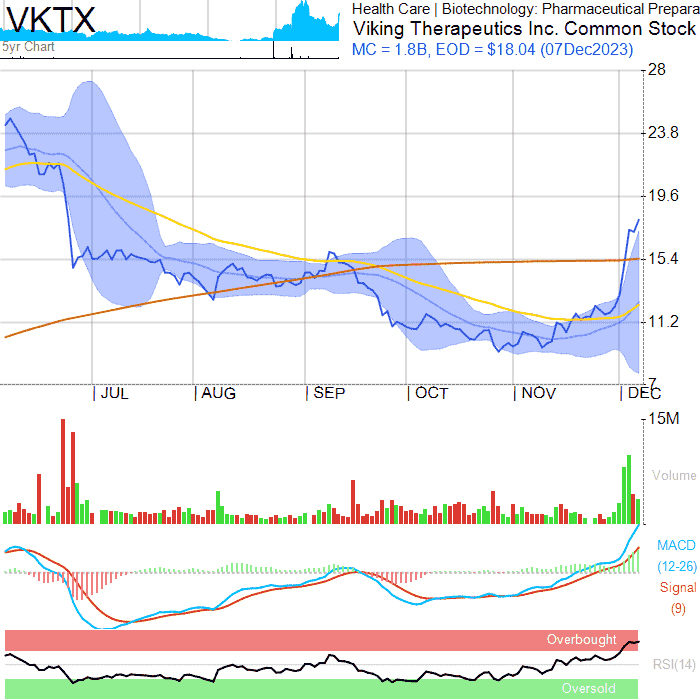 VKTX
5yr Chart
Health Care | Biotechnology: Pharmaceutical Prepara
Viking Therapeutics Inc. Common Stock
MC = 1.8B, EOD = $18.04 (07Dec2023)
28
23.8
19.6
15.4
11.2
7
JUL AUG SEP OCT NOV DEC
15M
Volume
MACD
(12-26)
Signal
(9)
Overbought
RSI(14)
Oversold